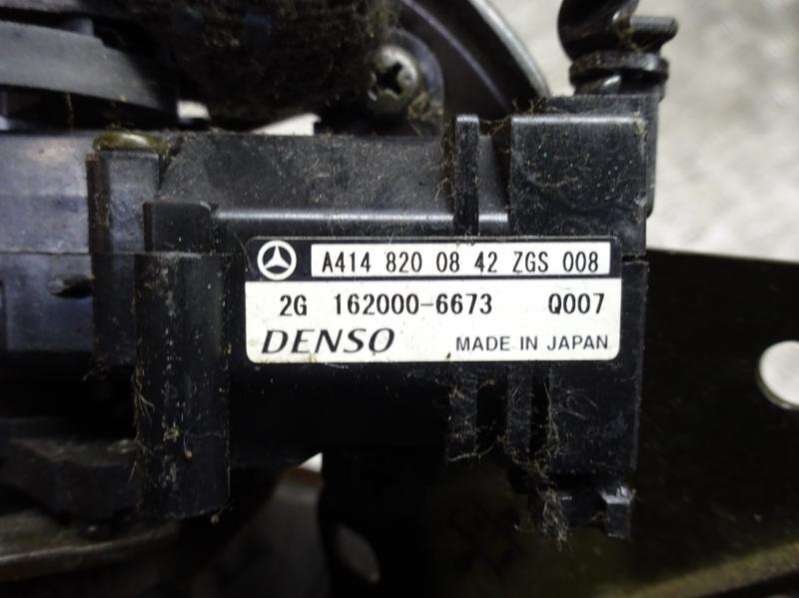 A414 820 08 42 ZGS 008
2G 162000-6673 Q007
DENSO MADE IN JAPAN